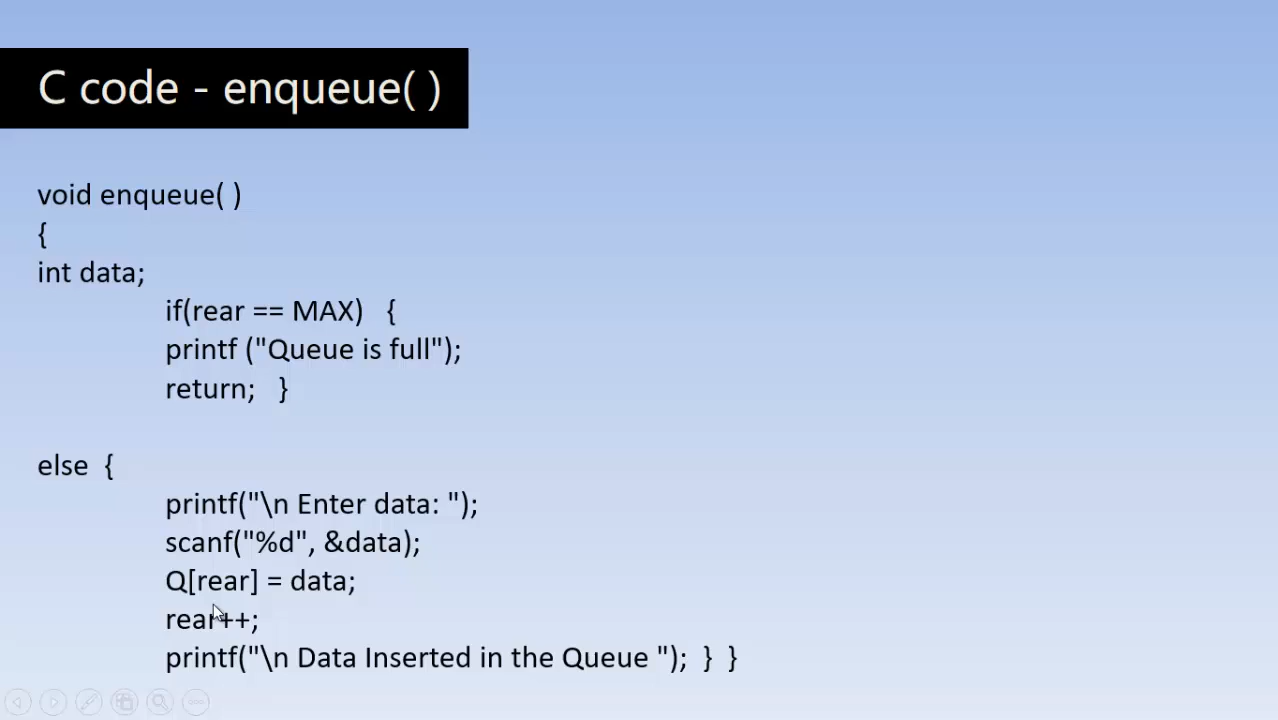 C code - enqueue( )
void enqueue( )
{
int data;
if(rear == MAX) {
printf ("Queue is full");
return; }
else {
printf("\n Enter data: ");
scanf("%d", &data);
Q[rear] = data;
rear++;
printf("\n Data Inserted in the Queue "); } }